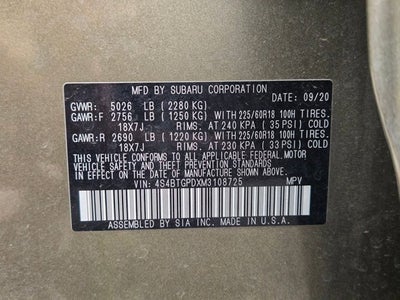 MFD BY SUBARU CORPORATION
DATE: 09/20
GVWR: 5026 LB (2280 KG)
GAWR:F 2756 LB (1250 KG) WITH 225/60R18 100H TIRES
18X7J RIMS, AT 240 KPA (35 PSI) COLD
GAWR:R 2690 LB (1220 KG) WITH 225/60R18 100H TIRES
18X7J RIMS, AT 230 KPA (33 PSI) COLD
THIS VEHICLE CONFORMS TO ALL APPLICABLE FEDERAL MOTOR
VEHICLE SAFETY AND THEFT PREVENTION STANDARDS IN EFFECT
ON THE DATE OF MANUFACTURE SHOWN ABOVE.
VIN: 4S4BTGPDXM3108725 MPV
ASSEMBLED BY SIA INC. MADE IN U.S.A.